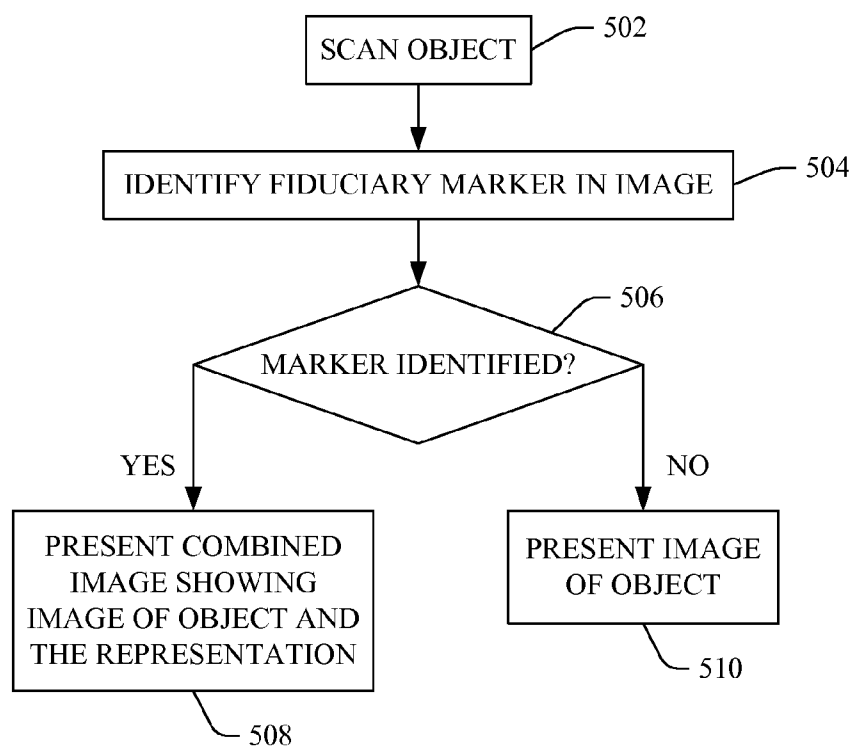 SCAN OBJECT
502
IDENTIFY FIDUCIARY MARKER IN IMAGE
504
506
MARKER IDENTIFIED?
YES
NO
PRESENT COMBINED
IMAGE SHOWING
IMAGE OF OBJECT AND
THE REPRESENTATION
508
PRESENT IMAGE
OF OBJECT
510